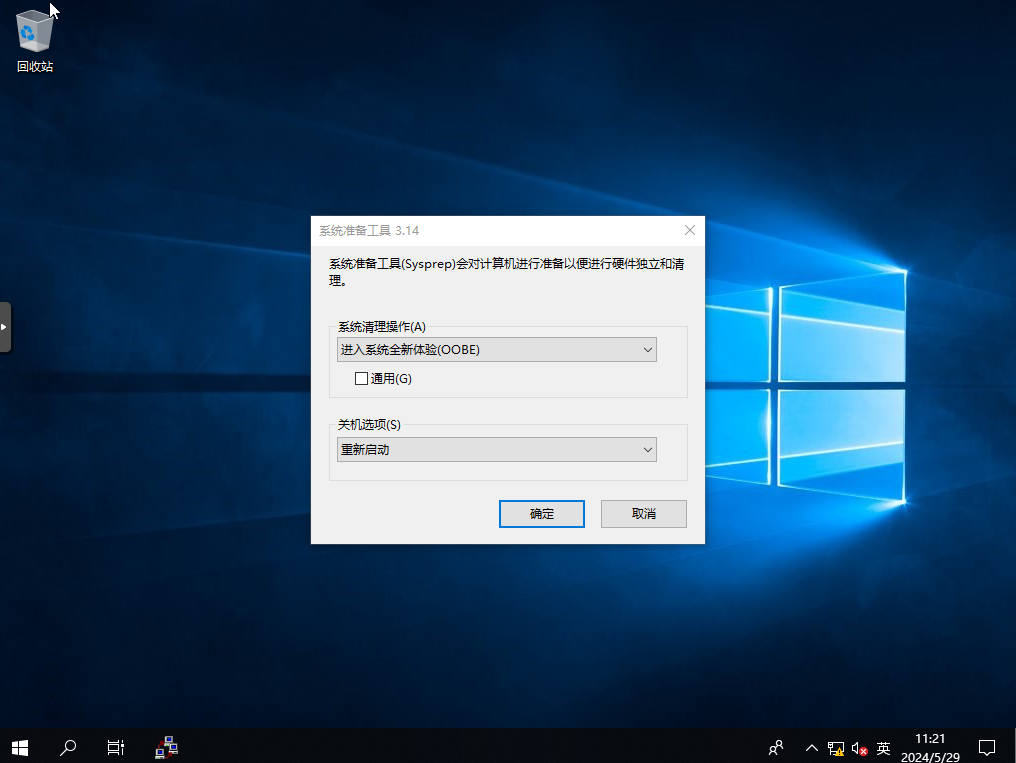 回收站
系统准备工具 3.14
系统准备工具(Sysprep)会对计算机进行准备以便进行硬件独立和清
理。
系统清理操作(A)
进入系统全新体验(OOBE)
通用(G)
关机选项(S)
重新启动
确定
取消
英
11:21
2024/5/29